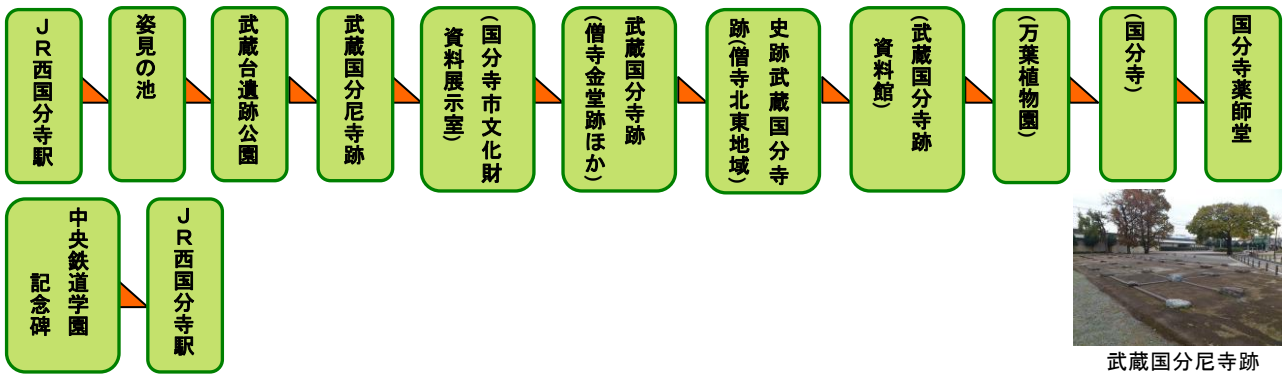 JR西国分寺駅
姿見の池
武蔵台遺跡公園
武蔵国分尼寺跡
(国分寺市文化財
資料展示室)
武蔵国分寺跡
(僧寺金堂跡ほか)
史跡武蔵国分寺
跡(僧寺北東地域)
(武蔵国分寺跡
資料館)
(万葉植物園)
(国分寺)
国分寺薬師堂
中央鉄道学園
記念碑
JR西国分寺駅
武蔵国分尼寺跡